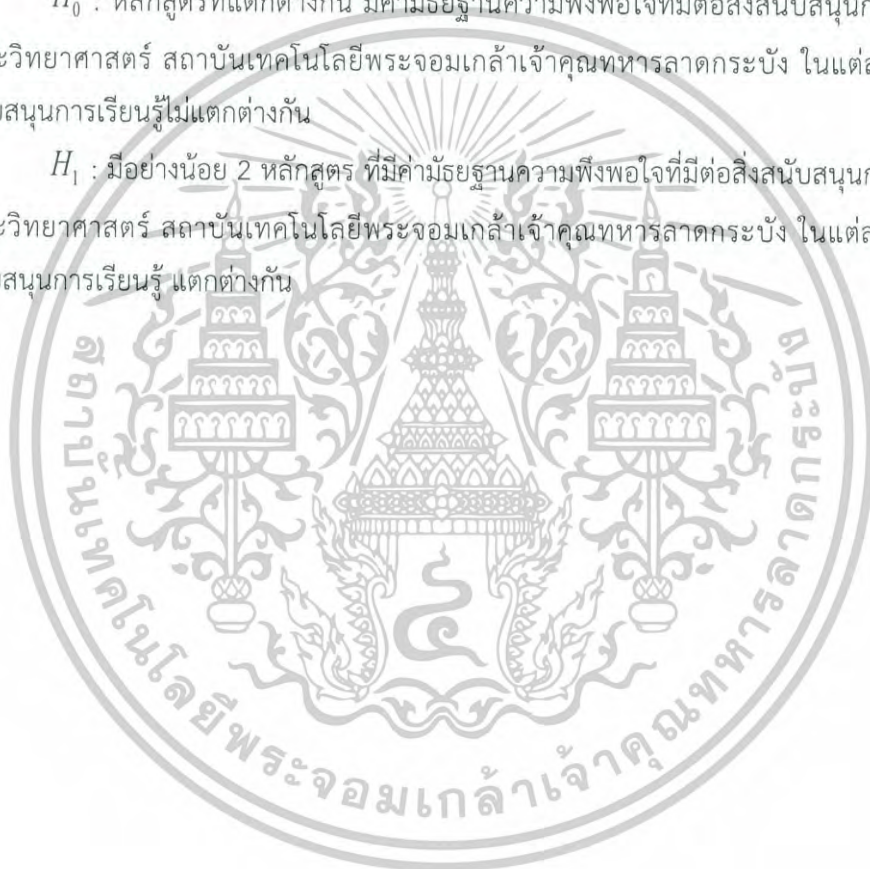 H₀ : หลักสูตรที่แตกต่างกัน มีค่ามัธยฐานความพึงพอใจที่มีต่อสิ่งสนับสนุนก
ะวิทยาศาสตร์ สถาบันเทคโนโลยีพระจอมเกล้าเจ้าคุณทหารลาดกระบัง ในแต่ล
บสนุนการเรียนรู้ไม่แตกต่างกัน
H₁ : มีอย่างน้อย 2 หลักสูตร ที่มีค่ามัธยฐานความพึงพอใจที่มีต่อสิ่งสนับสนุนก
ะวิทยาศาสตร์ สถาบันเทคโนโลยีพระจอมเกล้าเจ้าคุณทหารลาดกระบัง ในแต่ล
บสนุนการเรียนรู้ แตกต่างกัน
สถาบันเทคโนโลยีพระจอมเกล้าเจ้าคุณทหารลาดกระบัง
๔